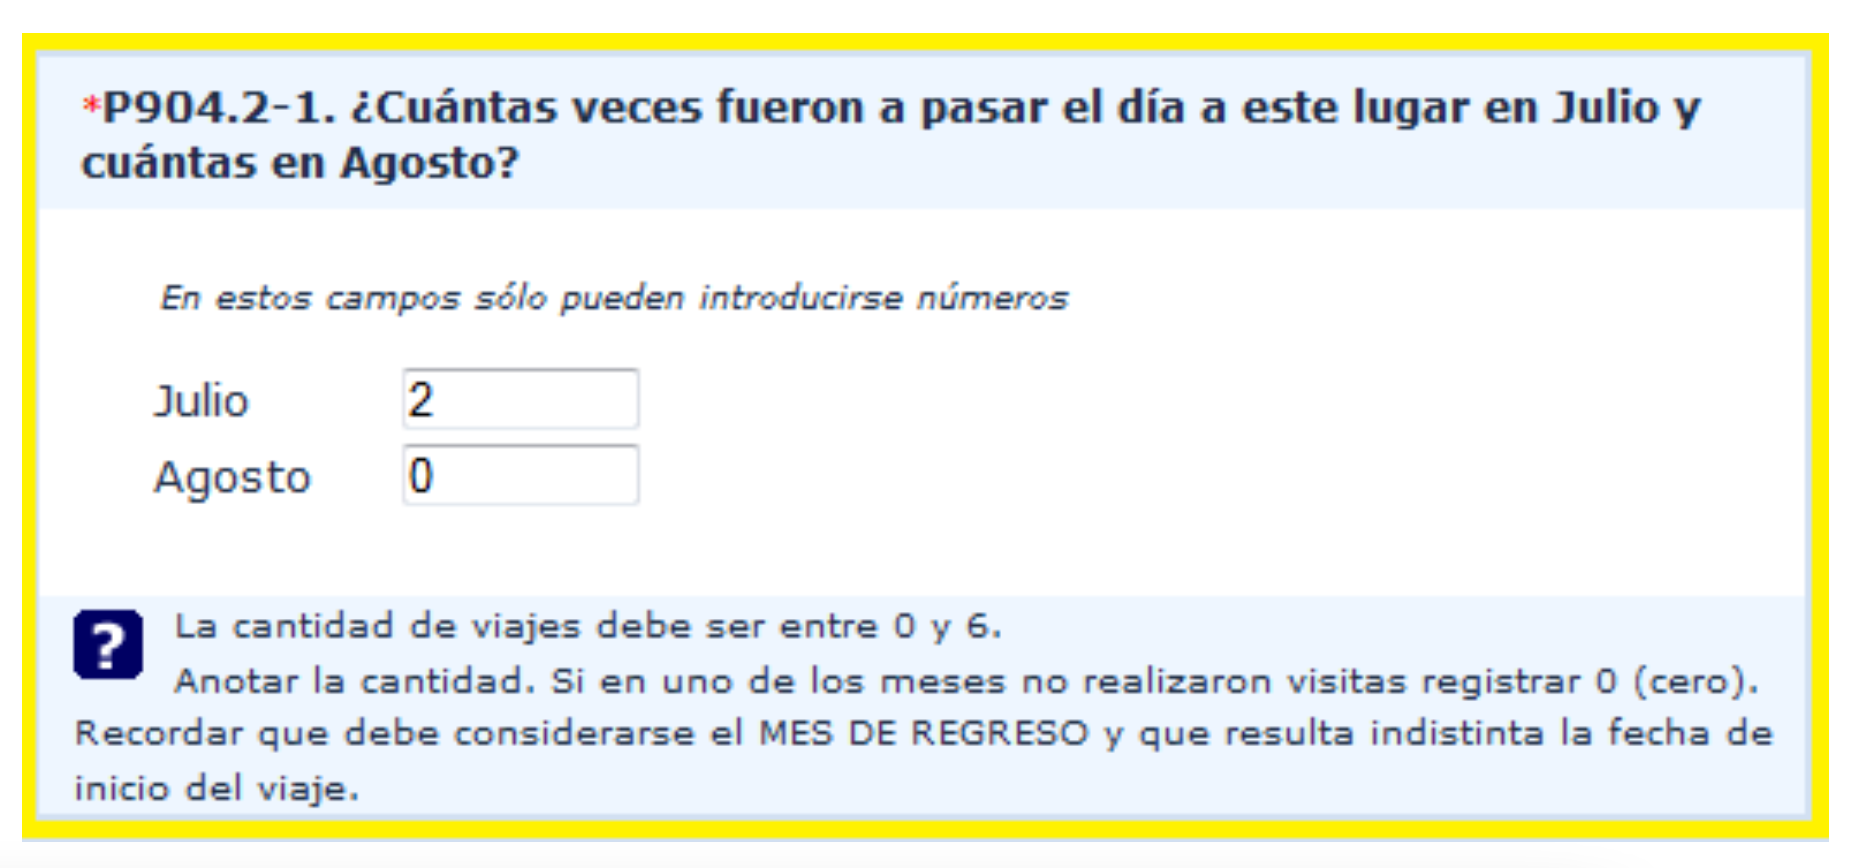 *P904.2-1. ¿Cuántas veces fueron a pasar el día a este lugar en Julio y
cuántas en Agosto?
En estos campos sólo pueden introducirse números
Julio 2
Agosto 0
? La cantidad de viajes debe ser entre 0 y 6.
Anotar la cantidad. Si en uno de los meses no realizaron visitas registrar 0 (cero).
Recordar que debe considerarse el MES DE REGRESO y que resulta indistinta la fecha de
inicio del viaje.